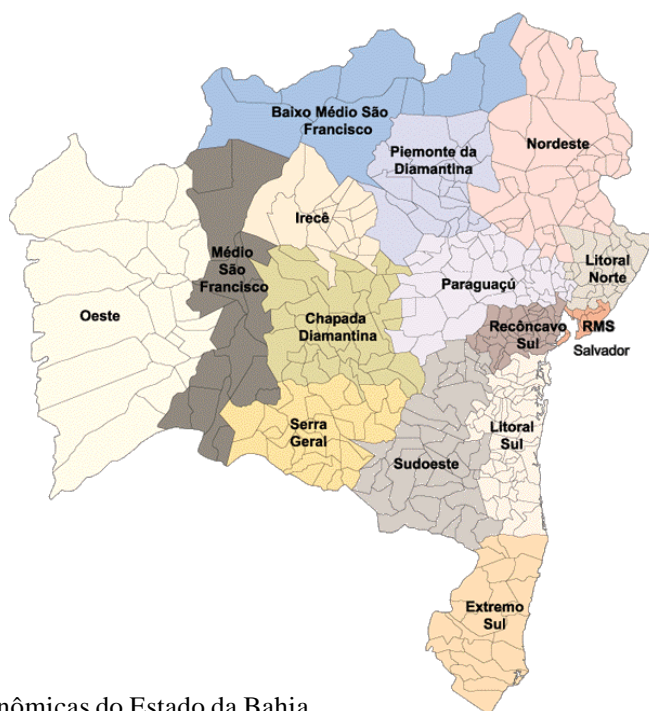 Baixo Médio São
Francisco
Piemonte da
Diamantina
Nordeste
Irecê
Médio
São
Francisco
Litoral
Norte
Paraguaçú
Oeste
Chapada
Diamantina
Recôncavo
Sul
RMS
Salvador
Serra
Geral
Litoral
Sul
Sudoeste
Extremo
Sul
nômicas do Estado da Bahia